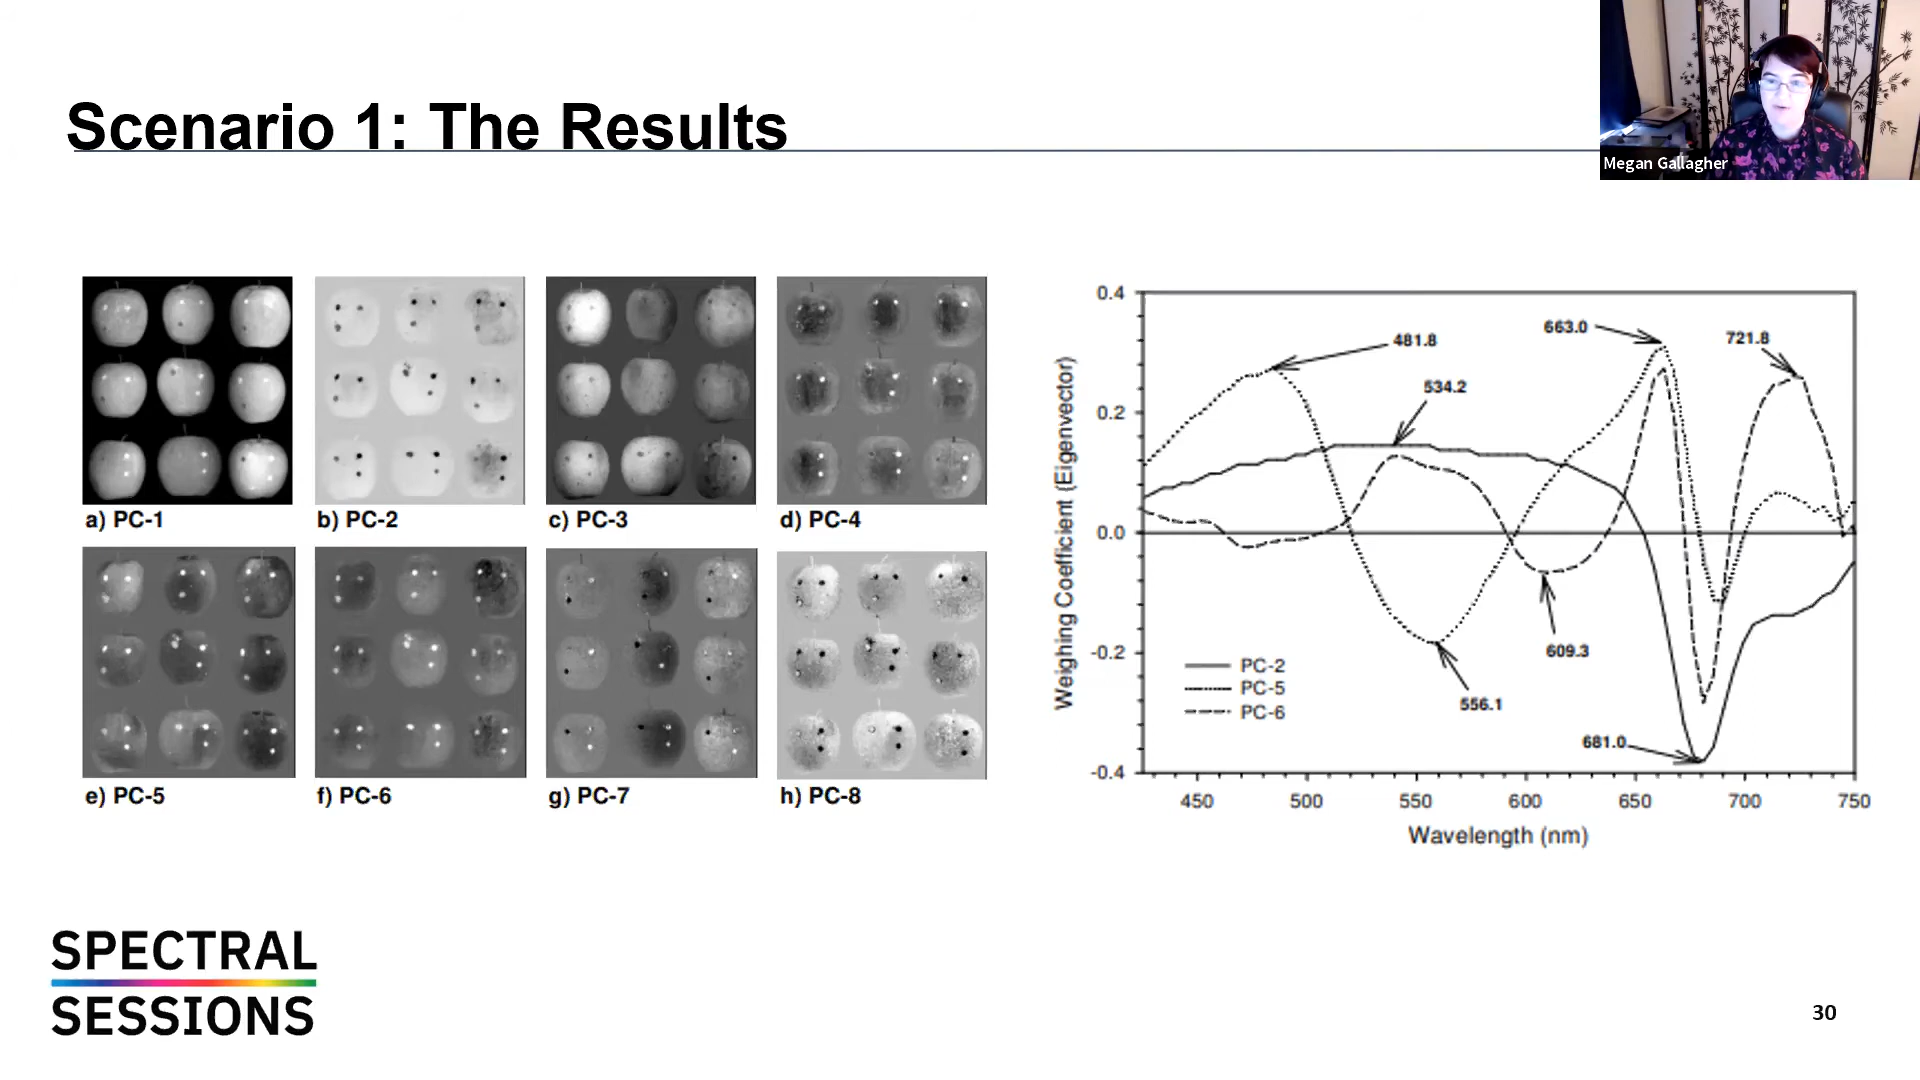 Megan Gallagher
Scenario 1: The Results
a) PC-1
b) PC-2
c) PC-3
d) PC-4
e) PC-5
f) PC-6
g) PC-7
h) PC-8
0.4
0.2
0.0
-0.2
-0.4
Weighing Coefficient (Eigenvector)
481.8
534.2
663.0
721.8
609.3
556.1
681.0
PC-2
PC-5
PC-6
450 500 550 600 650 700 750
Wavelength (nm)
SPECTRAL
SESSIONS
30